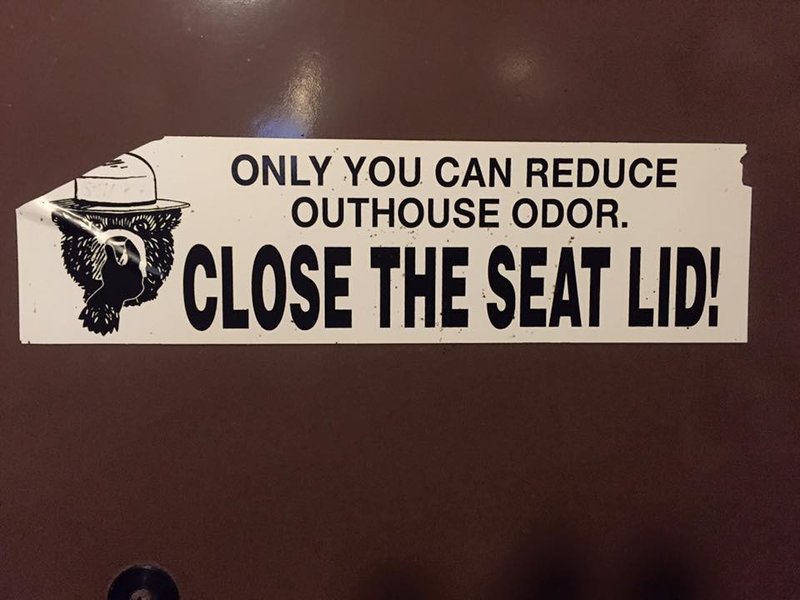 ONLY YOU CAN REDUCE
OUTHOUSE ODOR.
CLOSE THE SEAT LID!